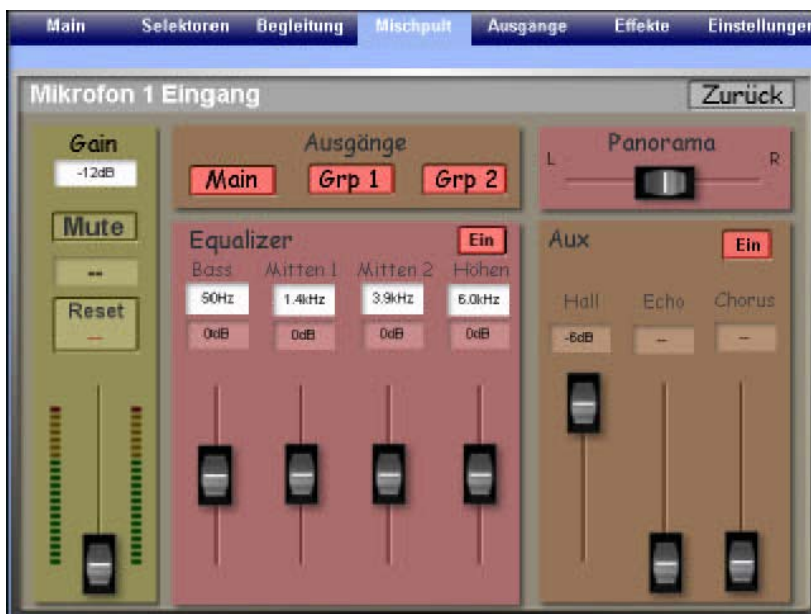 Main Selektoren Begleitung Mischpult Ausgänge Effekte Einstellunger
Mikrofon 1 Eingang Zurück
Gain
-12dB
Mute
--
Reset
--
Ausgänge
Main Grp 1 Grp 2
Panorama
L R
Equalizer Ein
Bass Mitten 1 Mitten 2 Höhen
50Hz 1.4kHz 3.9kHz 6.0kHz
0dB 0dB 0dB 0dB
Aux Ein
Hall Echo Chorus
-6dB -- --